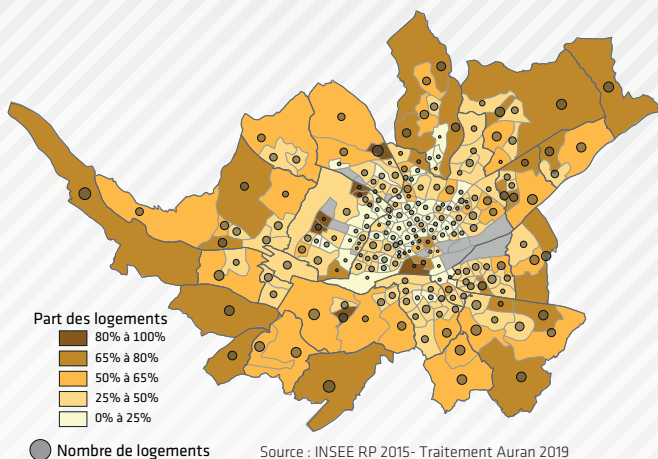 Part des logements
80% à 100%
65% à 80%
50% à 65%
25% à 50%
0% à 25%
Nombre de logements
Source : INSEE RP 2015- Traitement Auran 2019